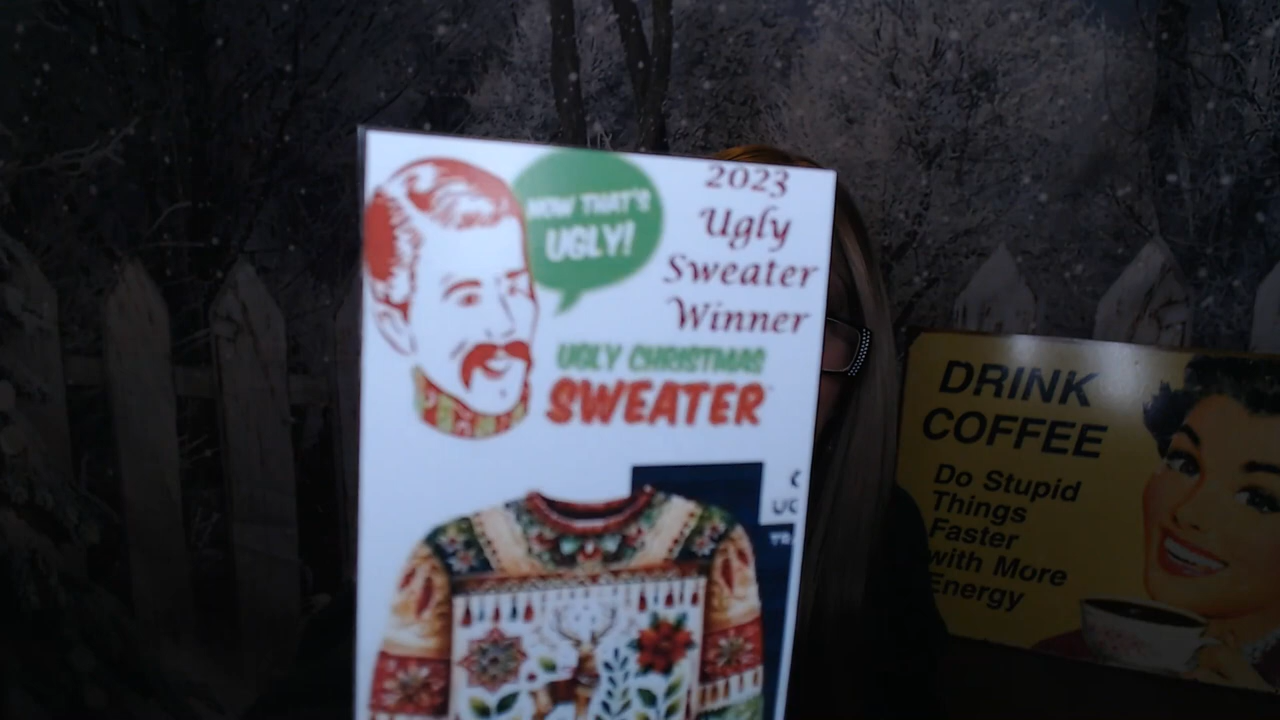 NOW THAT'S
UGLY!
2023
Ugly
Sweater
Winner
UGLY CHRISTMAS
SWEATER
DRINK
COFFEE
Do Stupid
Things
Faster
with More
Energy